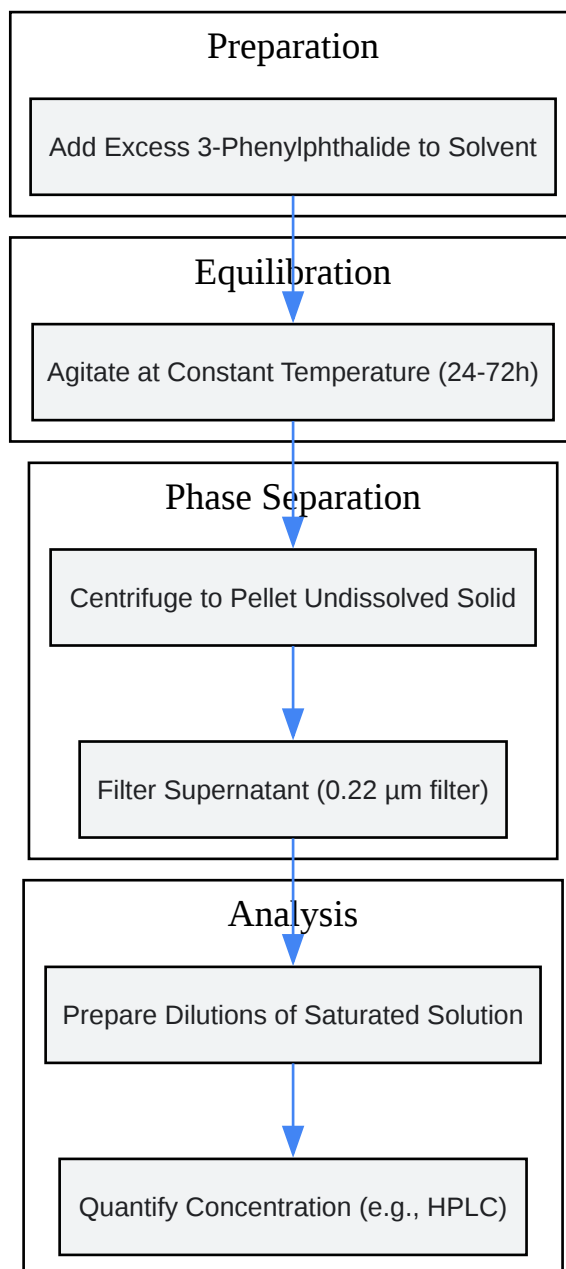 Preparation
Add Excess 3-Phenylphthalide to Solvent
Equilibration
Agitate at Constant Temperature (24-72h)
Phase Separation
Centrifuge to Pellet Undissolved Solid
Filter Supernatant (0.22 µm filter)
Analysis
Prepare Dilutions of Saturated Solution
Quantify Concentration (e.g., HPLC)